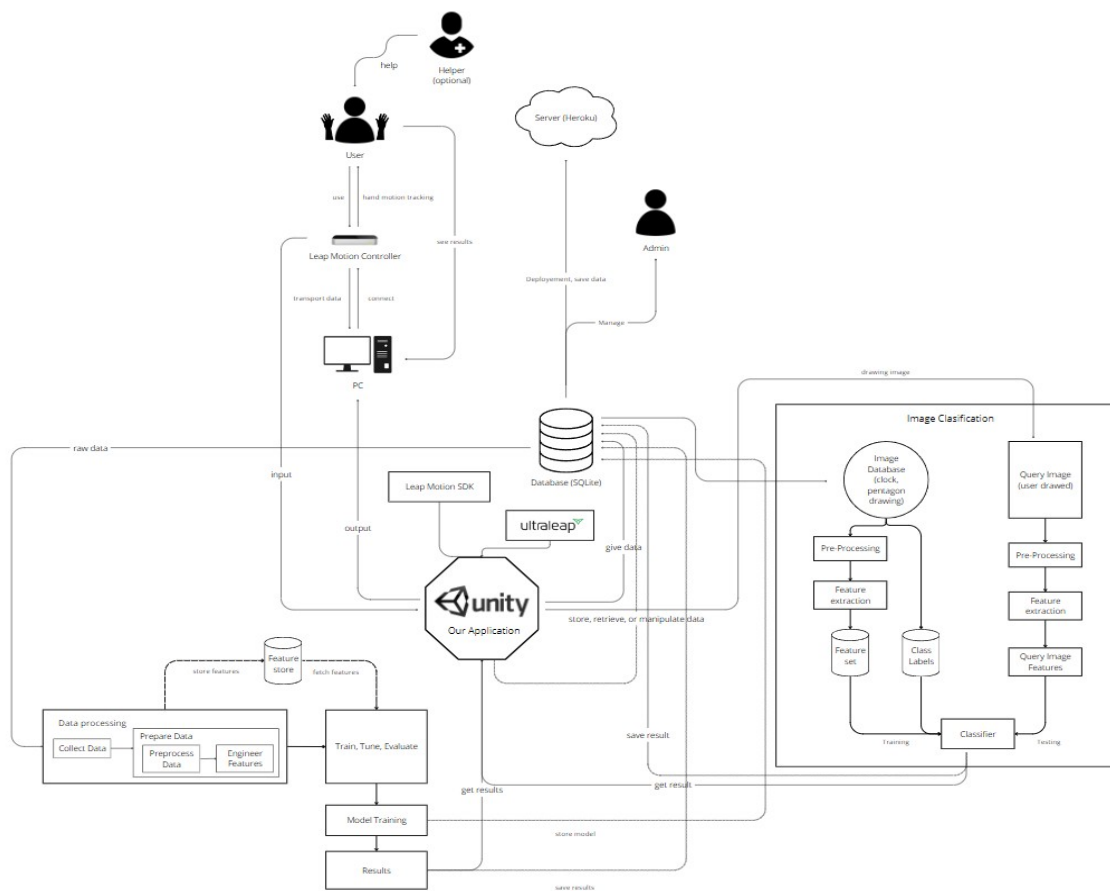 help
Helper
(optional)
User
Server (Heroku)
use
hand motion tracking
see results
Admin
Leap Motion Controller
Deployement, save data
transport data
connect
Manage
PC
drawing image
Image Clasification
raw data
input
Database (SQLite)
Leap Motion SDK
ultraleap
output
give data
Image
Database
(clock,
pentagon
drawing)
Query Image
(user drawed)
Pre-Processing
Pre-Processing
Feature
extraction
Feature
extraction
unity
Our Application
store, retrieve, or manipulate data
Feature
set
Class
Labels
Query Image
Features
Feature
store
store features
fetch features
Data processing
Collect Data
Prepare Data
Preprocess
Data
Engineer
Features
Train, Tune, Evaluate
save result
Classifier
Training
Testing
get results
get result
Model Training
store model
Results
save results